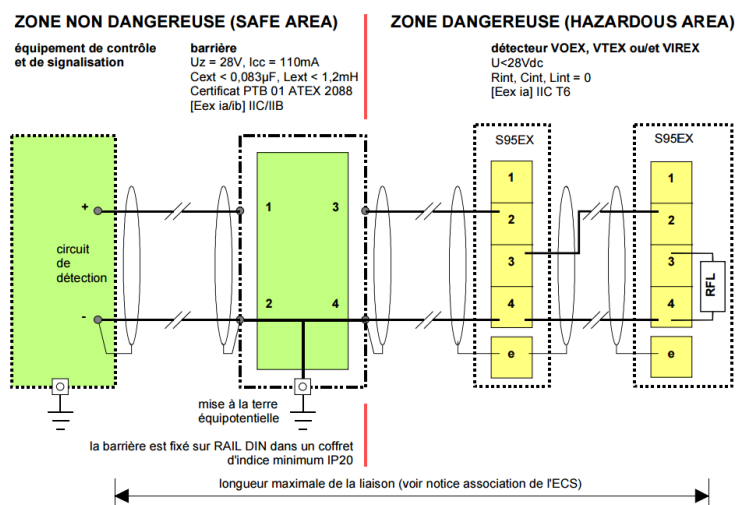 ZONE NON DANGEREUSE (SAFE AREA)
ZONE DANGEREUSE (HAZARDOUS AREA)
équipement de contrôle
et de signalisation
barrière
Uz = 28V, Icc = 110mA
Cext < 0,083µF, Lext < 1,2mH
Certificat PTB 01 ATEX 2088
[Eex ia/ib] IIC/IIB
détecteur VOEX, VTEX ou/et VIREX
U<28Vdc
Rint, Cint, Lint = 0
[Eex ia] IIC T6
S95EX
S95EX
1
1
+
1
3
2
2
circuit
de
détection
3
3
RFL
-
2
4
4
4
e
e
mise à la terre
équipotentielle
la barrière est fixé sur RAIL DIN dans un coffret
d'indice minimum IP20
longueur maximale de la liaison (voir notice association de l'ECS)